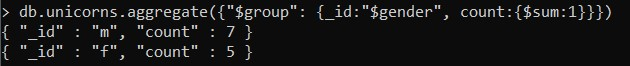 > db.unicorns.aggregate({"$group": {_id:"$gender", count:{$sum:1}}})
{ "_id" : "m", "count" : 7 }
{ "_id" : "f", "count" : 5 }